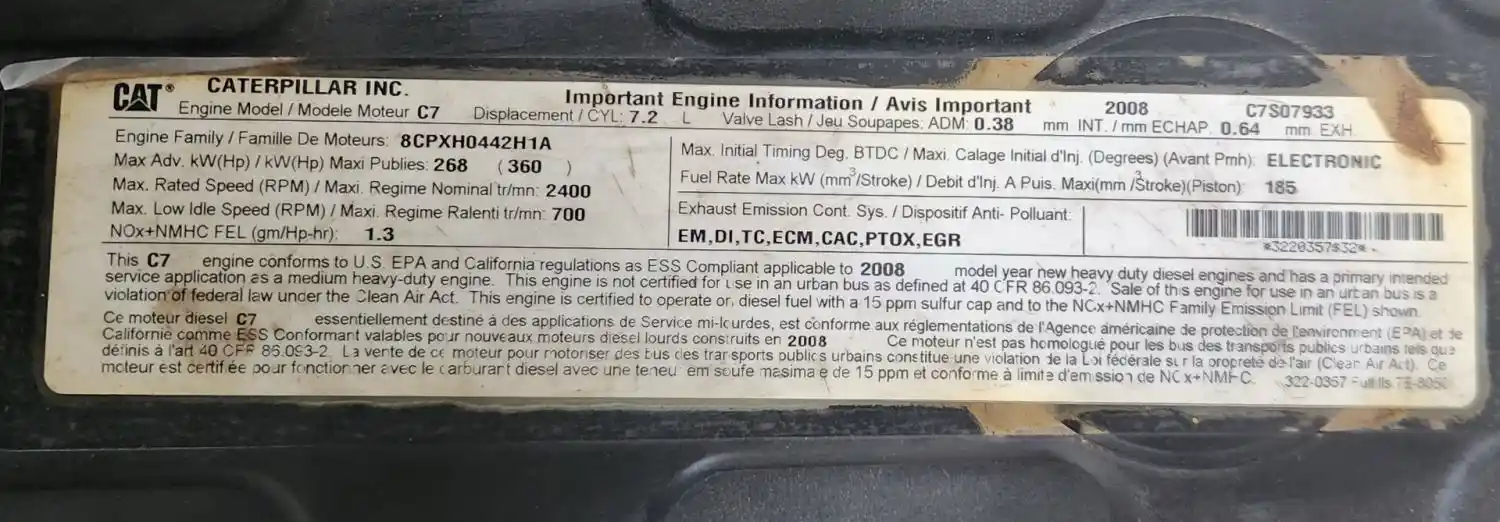 CAT® CATERPILLAR INC. Important Engine Information / Avis Important 2008 C7S07933
Engine Model / Modele Moteur C7 Displacement / CYL: 7.2 L Valve Lash / Jeu Soupapes: ADM: 0.38 mm INT. / mm ECHAP. 0.64 mm EXH.
Engine Family / Famille De Moteurs: 8CPXH0442H1A
Max Adv. kW(Hp) / kW(Hp) Maxi Publies: 268 (360 )
Max. Rated Speed (RPM) / Maxi. Regime Nominal tr/mn: 2400
Max. Low Idle Speed (RPM) / Maxi. Regime Ralenti tr/mn: 700
NOx+NMHC FEL (gm/Hp-hr): 1.3
Max. Initial Timing Deg. BTDC / Maxi. Calage Initial d'Inj. (Degrees) (Avant Pmh): ELECTRONIC
Fuel Rate Max kW (mm³/Stroke) / Debit d'Inj. A Puis. Maxi(mm³/Stroke)(Piston): 185
Exhaust Emission Cont. Sys. / Dispositif Anti- Polluant:
EM,DI,TC,ECM,CAC,PTOX,EGR
*3220357$32*
This C7 engine conforms to U.S. EPA and California regulations as ESS Compliant applicable to 2008 model year new heavy duty diesel engines and has a primary intended
service application as a medium heavy-duty engine. This engine is not certified for use in an urban bus as defined at 40 CFR 86.093-2. Sale of this engine for use in an urban bus is a
violation of federal law under the Clean Air Act. This engine is certified to operate on diesel fuel with a 15 ppm sulfur cap and to the NOx+NMHC Family Emission Limit (FEL) shown.
Ce moteur diesel C7 essentiellement destiné à des applications de Service mi-lourdes, est conforme aux réglementations de l'Agence américaine de protection de l'environment (EPA) et de
Californie comme ESS Conformant valables pour nouveaux moteurs diesel lourds construits en 2008 Ce moteur n'est pas homologué pour les bus des transports publics urbains tels que
définis à l'art 40 CFR 86.093-2. La vente de ce moteur pour motoriser des bus des transports publics urbains constitue une violation de la Loi fédérale sur la propreté de l'air (Clean Air Act). Ce
moteur est certifiée pour fonctionner avec le carburant diesel avec une teneur em soufe masima e de 15 ppm et conforme à limite d'emission de NOx+NMHC. 322-0357